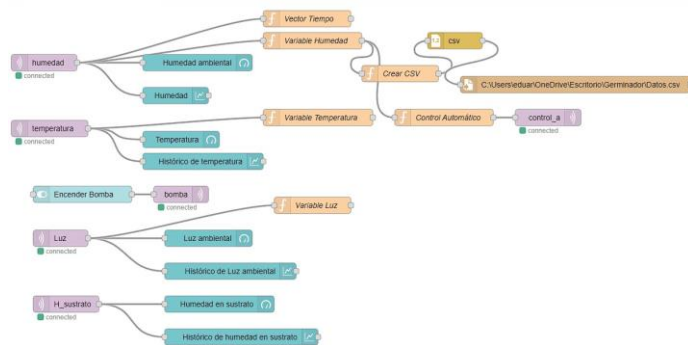 Vector Tiempo
Variable Humedad
csv
humedad
connected
Humedad ambiental
Crear CSV
C:\Users\eduar\OneDrive\Escritorio\Germinador\Datos.csv
Humedad
temperatura
connected
Variable Temperatura
Control Automático
control_a
connected
Temperatura
Histórico de temperatura
Encender Bomba
bomba
connected
Variable Luz
Luz
connected
Luz ambiental
Histórico de Luz ambiental
H_sustrato
connected
Humedad en sustrato
Histórico de humedad en sustrato